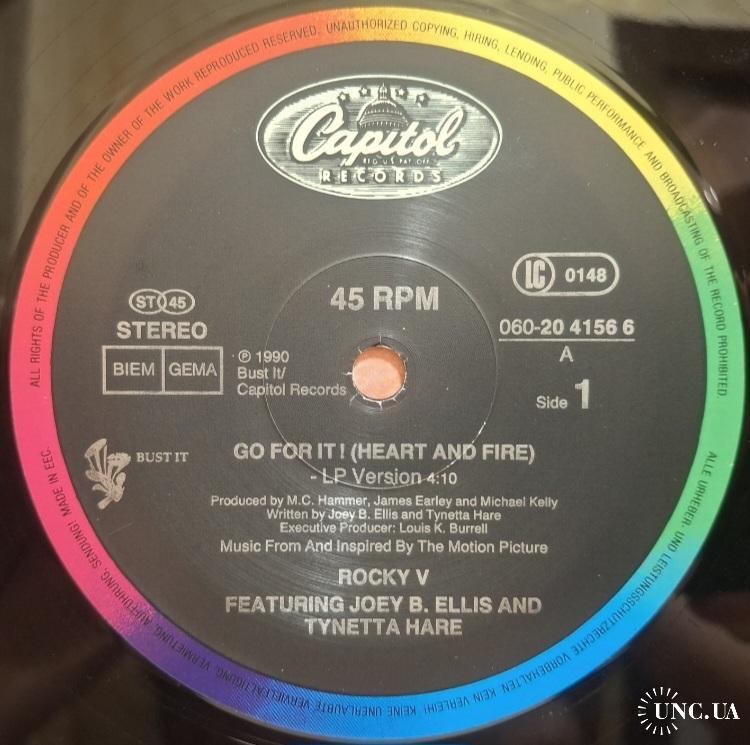 ALL RIGHTS OF THE PRODUCER AND OF THE OWNER OF THE WORK REPRODUCED RESERVED. UNAUTHORIZED COPYING, HIRING, LENDING, PUBLIC PERFORMANCE AND BROADCASTING OF THE RECORD PROHIBITED.
Capitol
REG. U.S. PAT. OFF.
RECORDS
45 RPM
LC 0148
ST 45
STEREO
BIEM GEMA
℗ 1990
Bust It/
Capitol Records
060-20 4156 6
A
Side 1
BUST IT
GO FOR IT! (HEART AND FIRE)
- LP Version 4:10
Produced by M.C. Hammer, James Earley and Michael Kelly
Written by Joey B. Ellis and Tynetta Hare
Executive Producer: Louis K. Burrell
Music From And Inspired By The Motion Picture
ROCKY V
FEATURING JOEY B. ELLIS AND
TYNETTA HARE
ALLE URHEBER- UND LEISTUNGSSCHUTZRECHTE VORBEHALTEN. KEIN VERLEIH! KEINE UNERLAUBTE VERVIELFÄLTIGUNG, VERMIETUNG, AUFFÜHRUNG, SENDUNG! MADE IN EEC.
UNC.UA